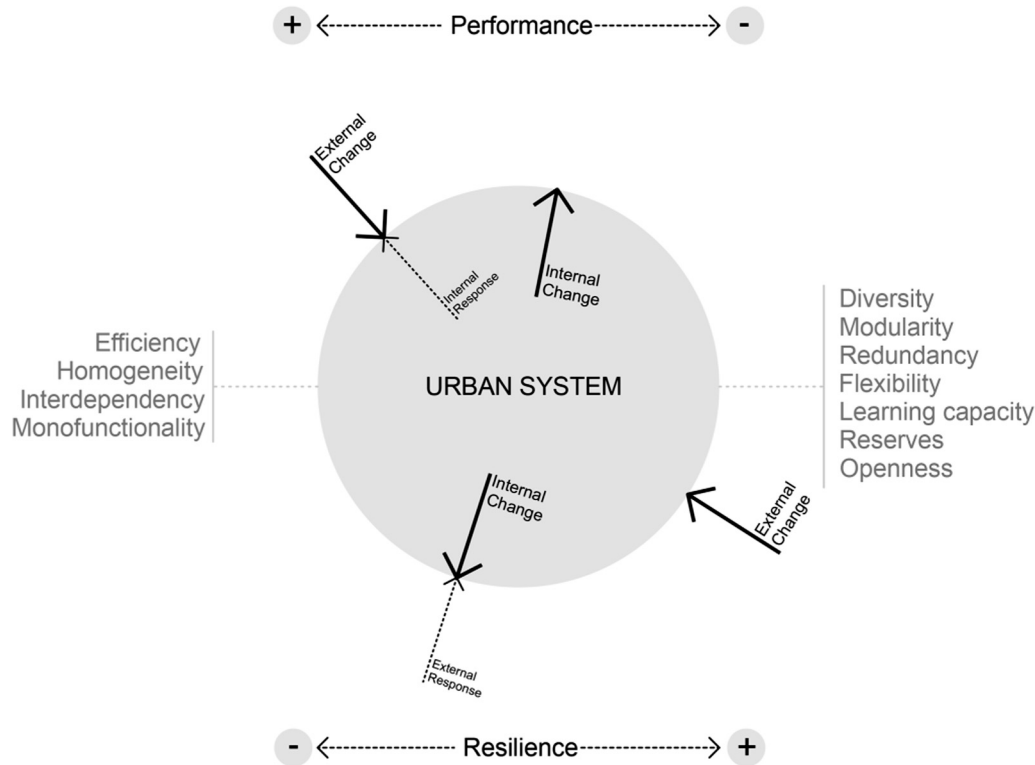 + Performance -
External
Change
Internal
Response
Internal
Change
Efficiency
Homogeneity
Interdependency
Monofunctionality
URBAN SYSTEM
Diversity
Modularity
Redundancy
Flexibility
Learning capacity
Reserves
Openness
Internal
Change
External
Change
External
Response
- Resilience +